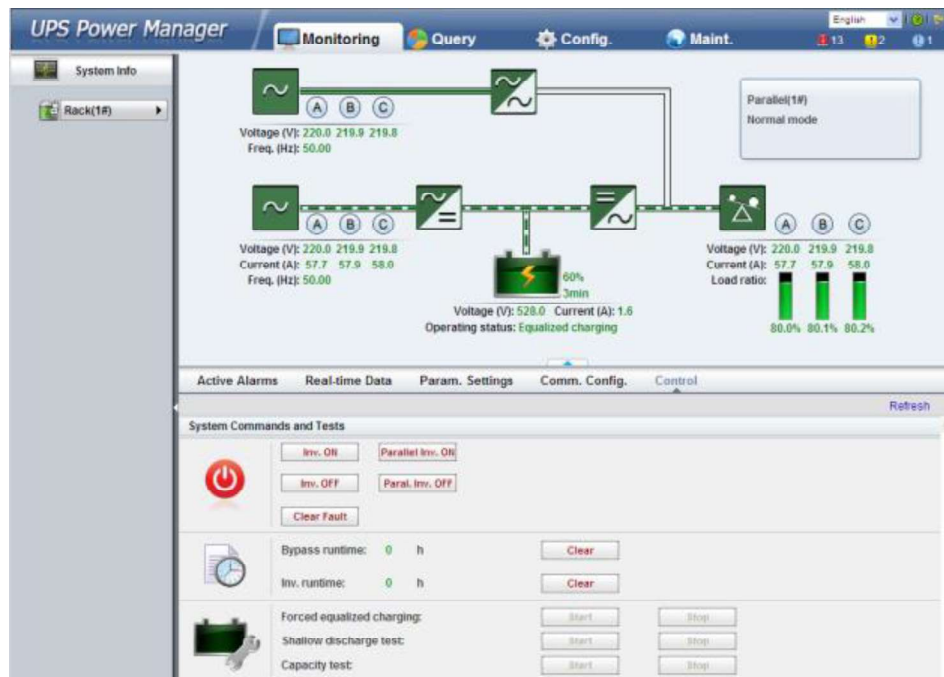 UPS Power Manager
Monitoring Query Config. Maint.
English
13 2 1
System Info
Rack(1#)
A B C
Voltage (V): 220.0 219.9 219.8
Freq. (Hz): 50.00
Parallel(1#)
Normal mode
A B C
Voltage (V): 220.0 219.9 219.8
Current (A): 57.7 57.9 58.0
Freq. (Hz): 50.00
60%
3min
Voltage (V): 528.0 Current (A): 1.6
Operating status: Equalized charging
A B C
Voltage (V): 220.0 219.9 219.8
Current (A): 57.7 57.9 58.0
Load ratio:
80.0% 80.1% 80.2%
Active Alarms Real-time Data Param. Settings Comm. Config. Control
Refresh
System Commands and Tests
Inv. ON Parallel Inv. ON
Inv. OFF Paral. Inv. OFF
Clear Fault
Bypass runtime: 0 h Clear
Inv. runtime: 0 h Clear
Forced equalized charging: Start Stop
Shallow discharge test: Start Stop
Capacity test: Start Stop